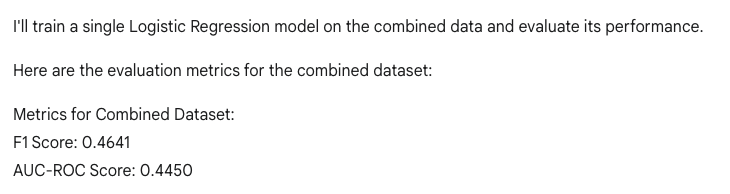 I'll train a single Logistic Regression model on the combined data and evaluate its performance.
Here are the evaluation metrics for the combined dataset:
Metrics for Combined Dataset:
F1 Score: 0.4641
AUC-ROC Score: 0.4450